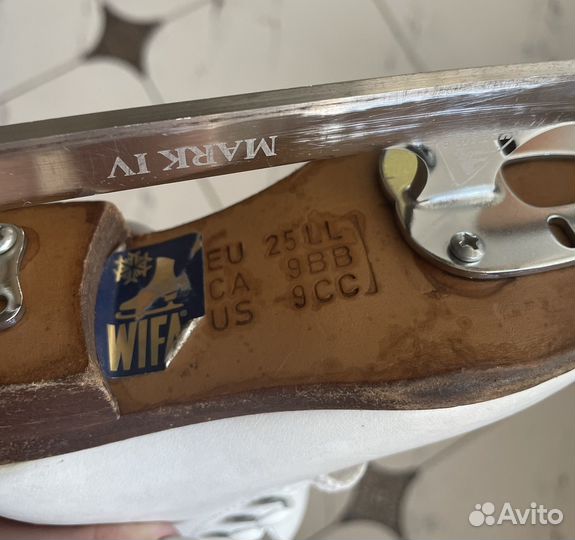 MARK IV
EU 25LL
CA 9BB
US 9CC
WIFA
Avito